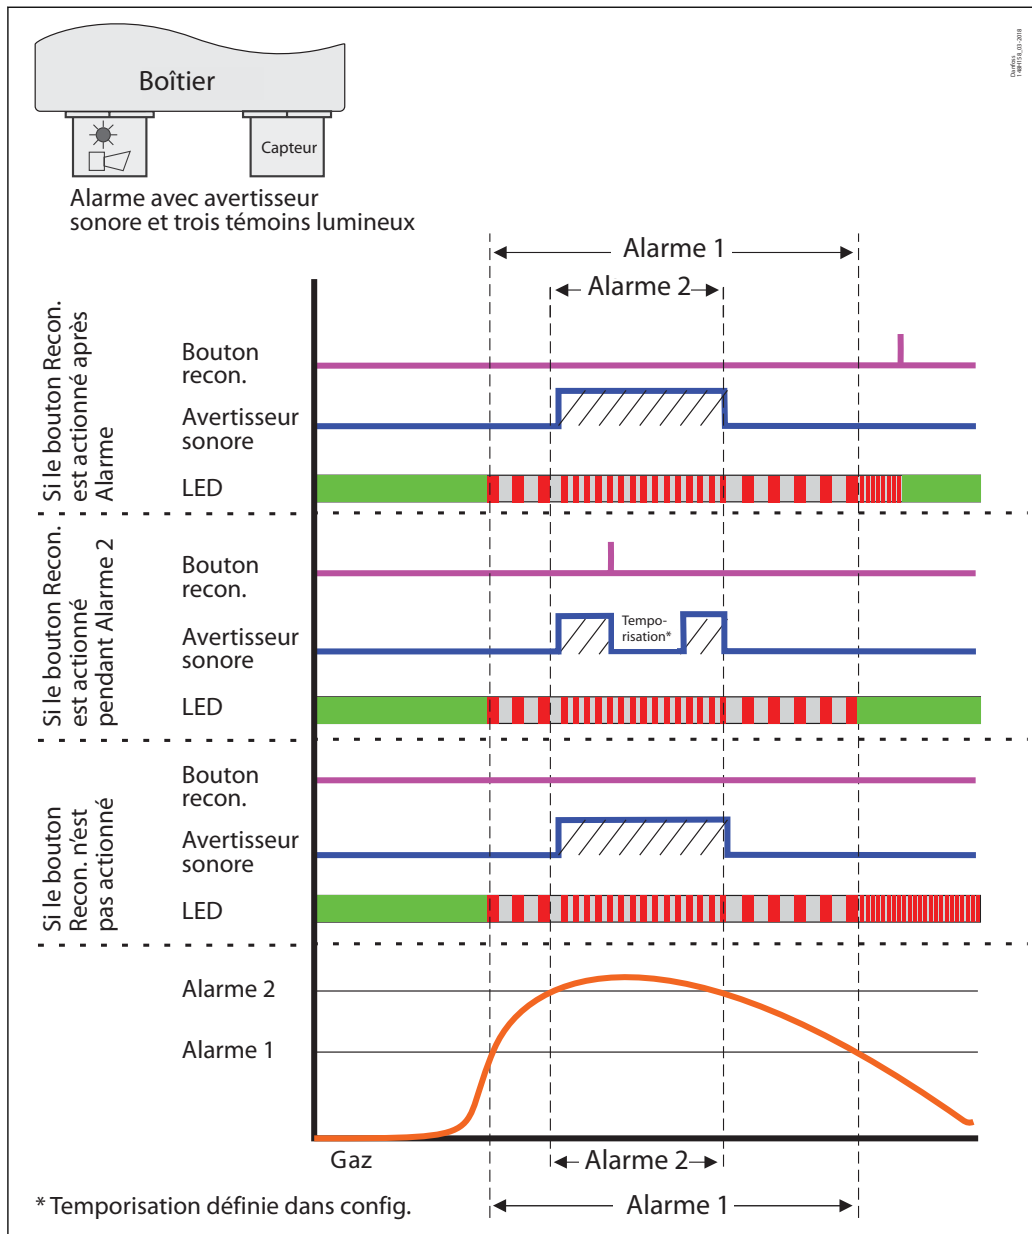 Danfoss
148H158_03-2018
Boîtier
Capteur
Alarme avec avertisseur
sonore et trois témoins lumineux
Alarme 1
Alarme 2
Si le bouton Recon.
est actionné après
Alarme
Bouton
recon.
Avertisseur
sonore
LED
Si le bouton Recon.
est actionné
pendant Alarme 2
Bouton
recon.
Avertisseur
sonore
Tempo-
risation*
LED
Si le bouton
Recon. n'est
pas actionné
Bouton
recon.
Avertisseur
sonore
LED
Alarme 2
Alarme 1
Gaz
Alarme 2
Alarme 1
* Temporisation définie dans config.